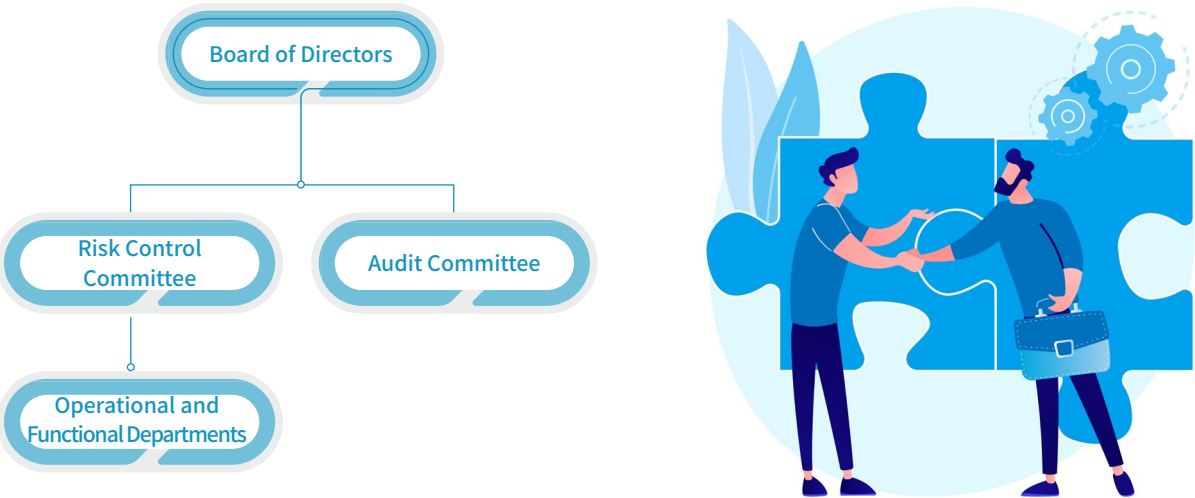 Board of Directors
Risk Control
Committee
Audit Committee
Operational and
Functional Departments